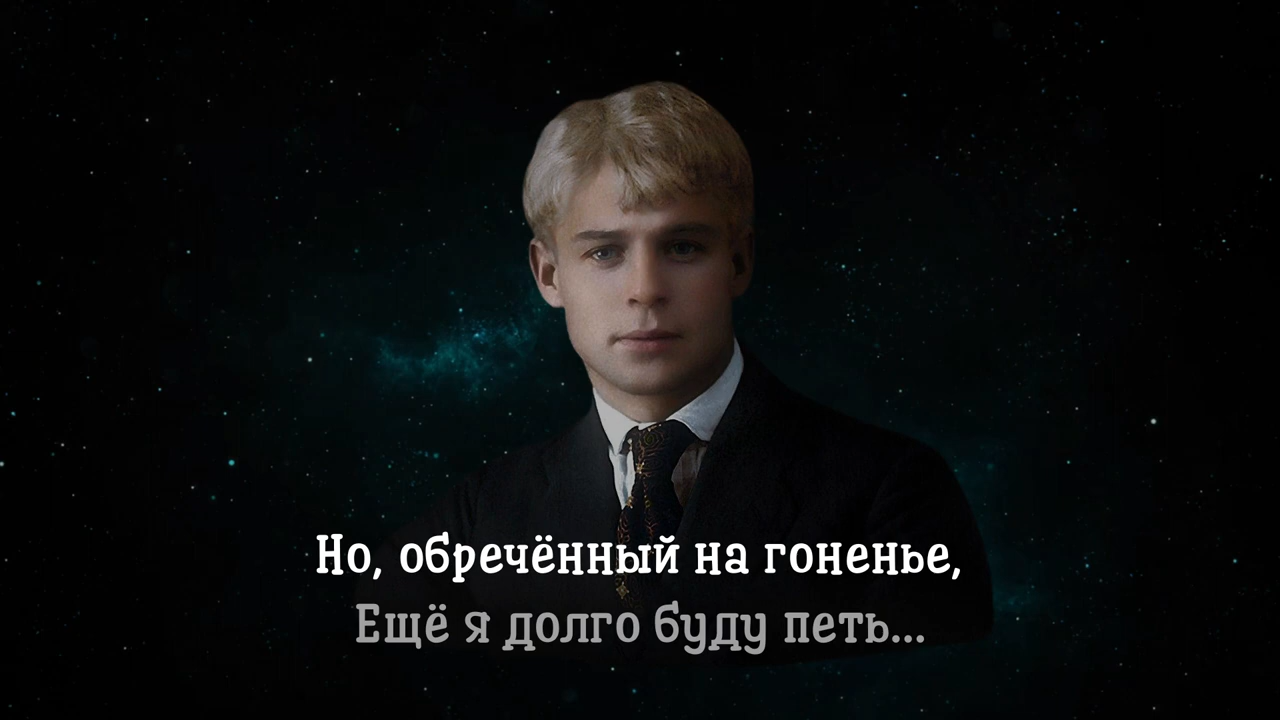 Но, обречённый на гоненье,
Ещё я долго буду петь...